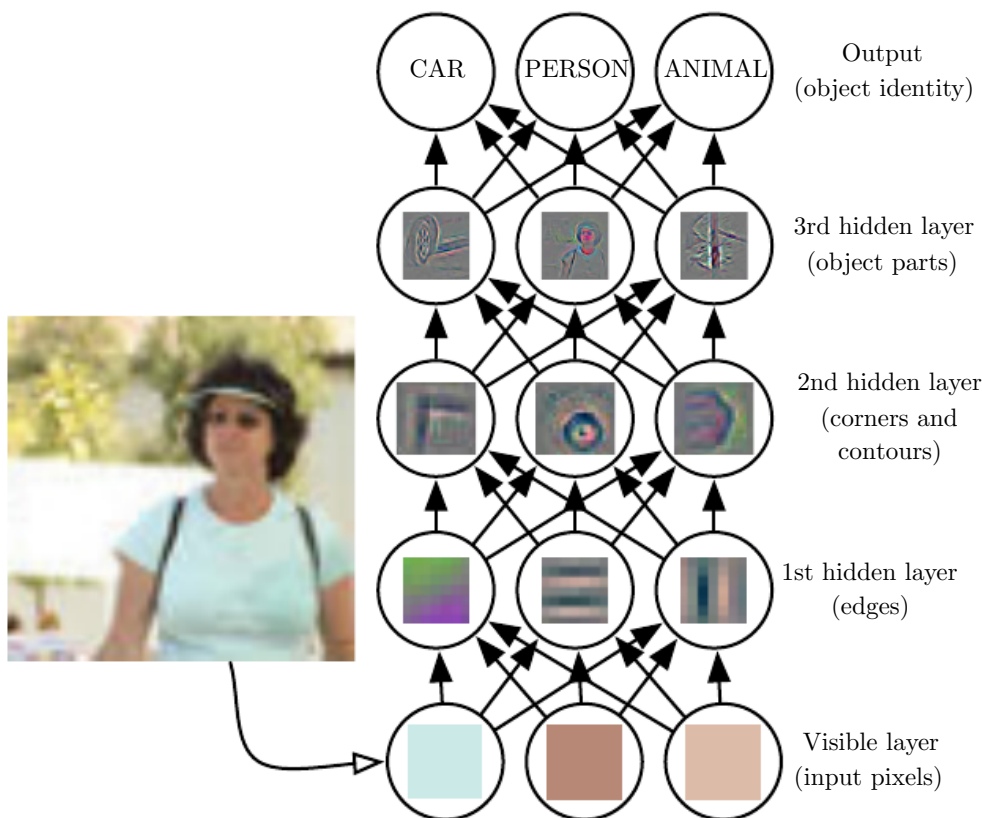 CAR
PERSON
ANIMAL
Output
(object identity)
3rd hidden layer
(object parts)
2nd hidden layer
(corners and
contours)
1st hidden layer
(edges)
Visible layer
(input pixels)